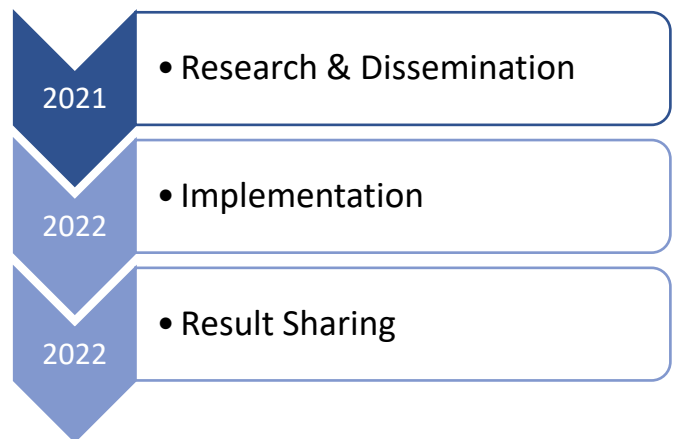 2021
• Research & Dissemination
2022
• Implementation
2022
• Result Sharing